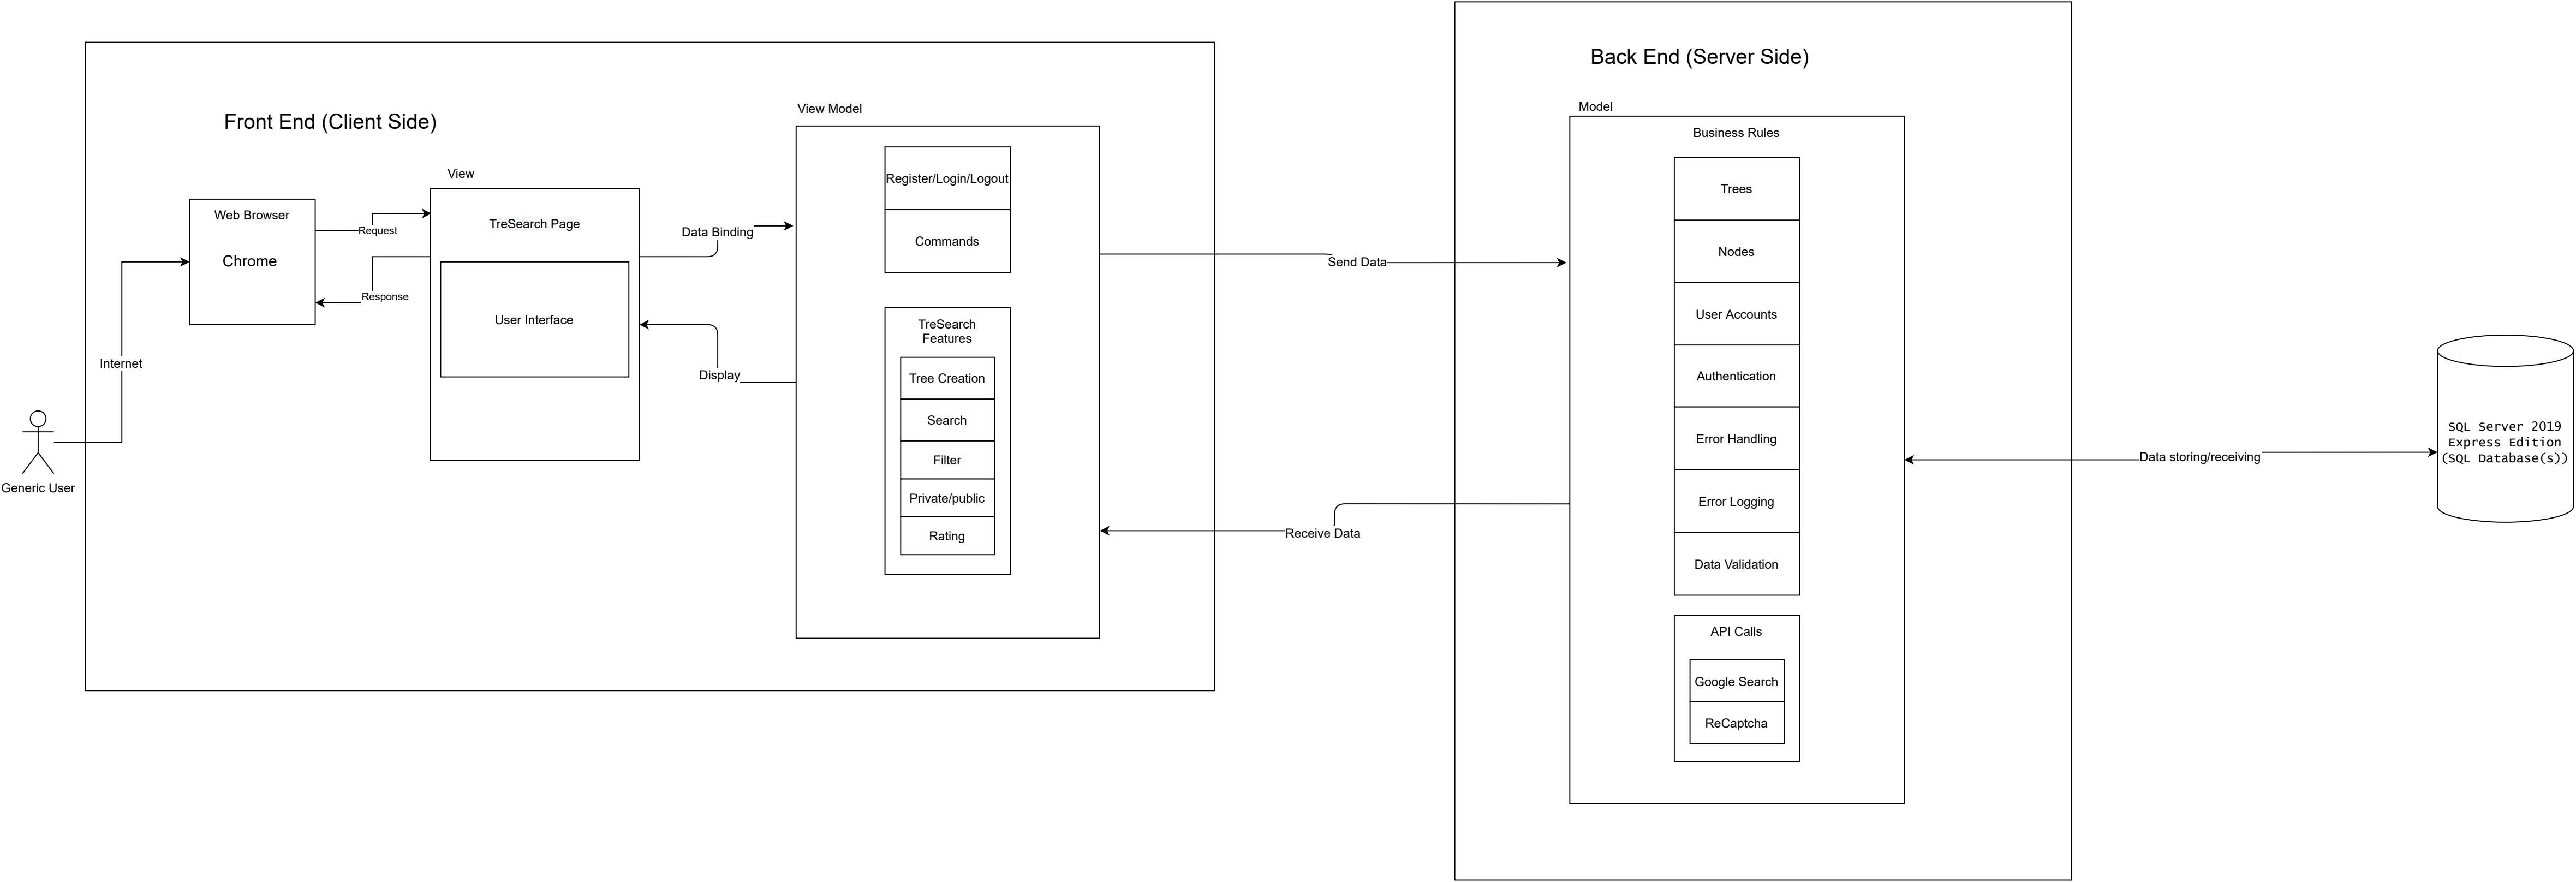 Back End (Server Side)
Front End (Client Side)
View Model
Model
Business Rules
View
Web Browser
Chrome
Request
Response
Internet
Generic User
TreSearch Page
User Interface
Data Binding
Display
Register/Login/Logout
Commands
TreSearch
Features
Tree Creation
Search
Filter
Private/public
Rating
Send Data
Receive Data
Trees
Nodes
User Accounts
Authentication
Error Handling
Error Logging
Data Validation
API Calls
Google Search
ReCaptcha
Data storing/receiving
SQL Server 2019
Express Edition
(SQL Database(s))